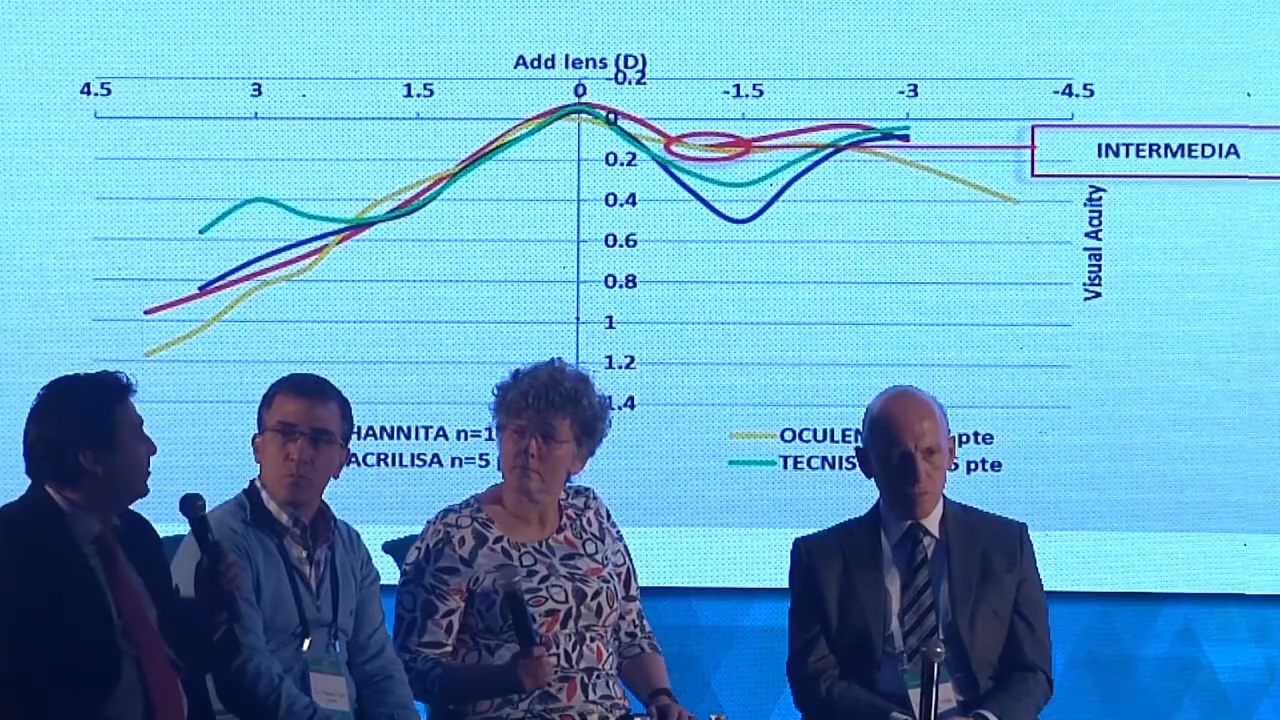 Add lens (D)
-0.2
4.5 3 1.5 0 -1.5 -3 -4.5
0
INTERMEDIA
0.2
0.4
0.6
0.8
1
1.2
1.4
Visual Acuity
HANNITA n=1 OCULEN pte
ACRILISA n=5 TECNIS 5 pte